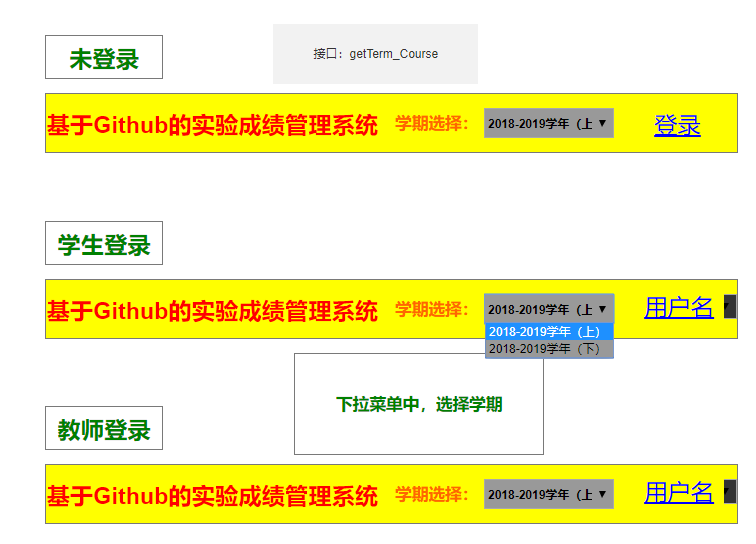 未登录
接口：getTerm_Course
基于Github的实验成绩管理系统 学期选择： 2018-2019学年（上 ▼ 登录
学生登录
基于Github的实验成绩管理系统 学期选择： 2018-2019学年（上 ▼ 用户名
2018-2019学年（上）
2018-2019学年（下）
下拉菜单中，选择学期
教师登录
基于Github的实验成绩管理系统 学期选择： 2018-2019学年（上 ▼ 用户名